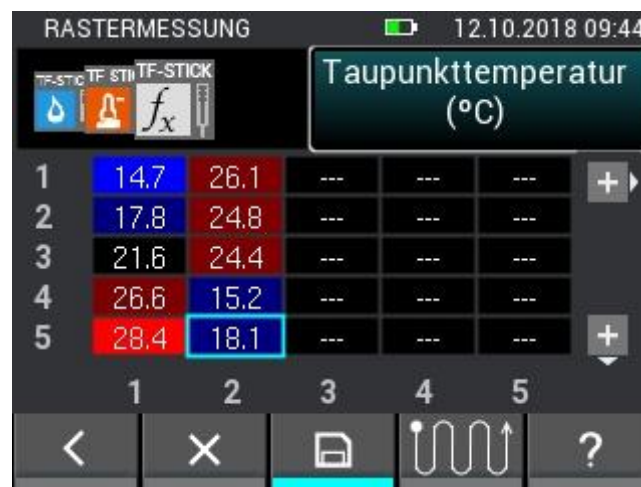 RASTERMESSUNG 12.10.2018 09:44
TF-STIC TF STI TF-STICK
fx
Taupunkttemperatur
(°C)
1 14.7 26.1 --- --- --- +
2 17.8 24.8 --- --- ---
3 21.6 24.4 --- --- ---
4 26.6 15.2 --- --- ---
5 28.4 18.1 --- --- --- +
1 2 3 4 5
?